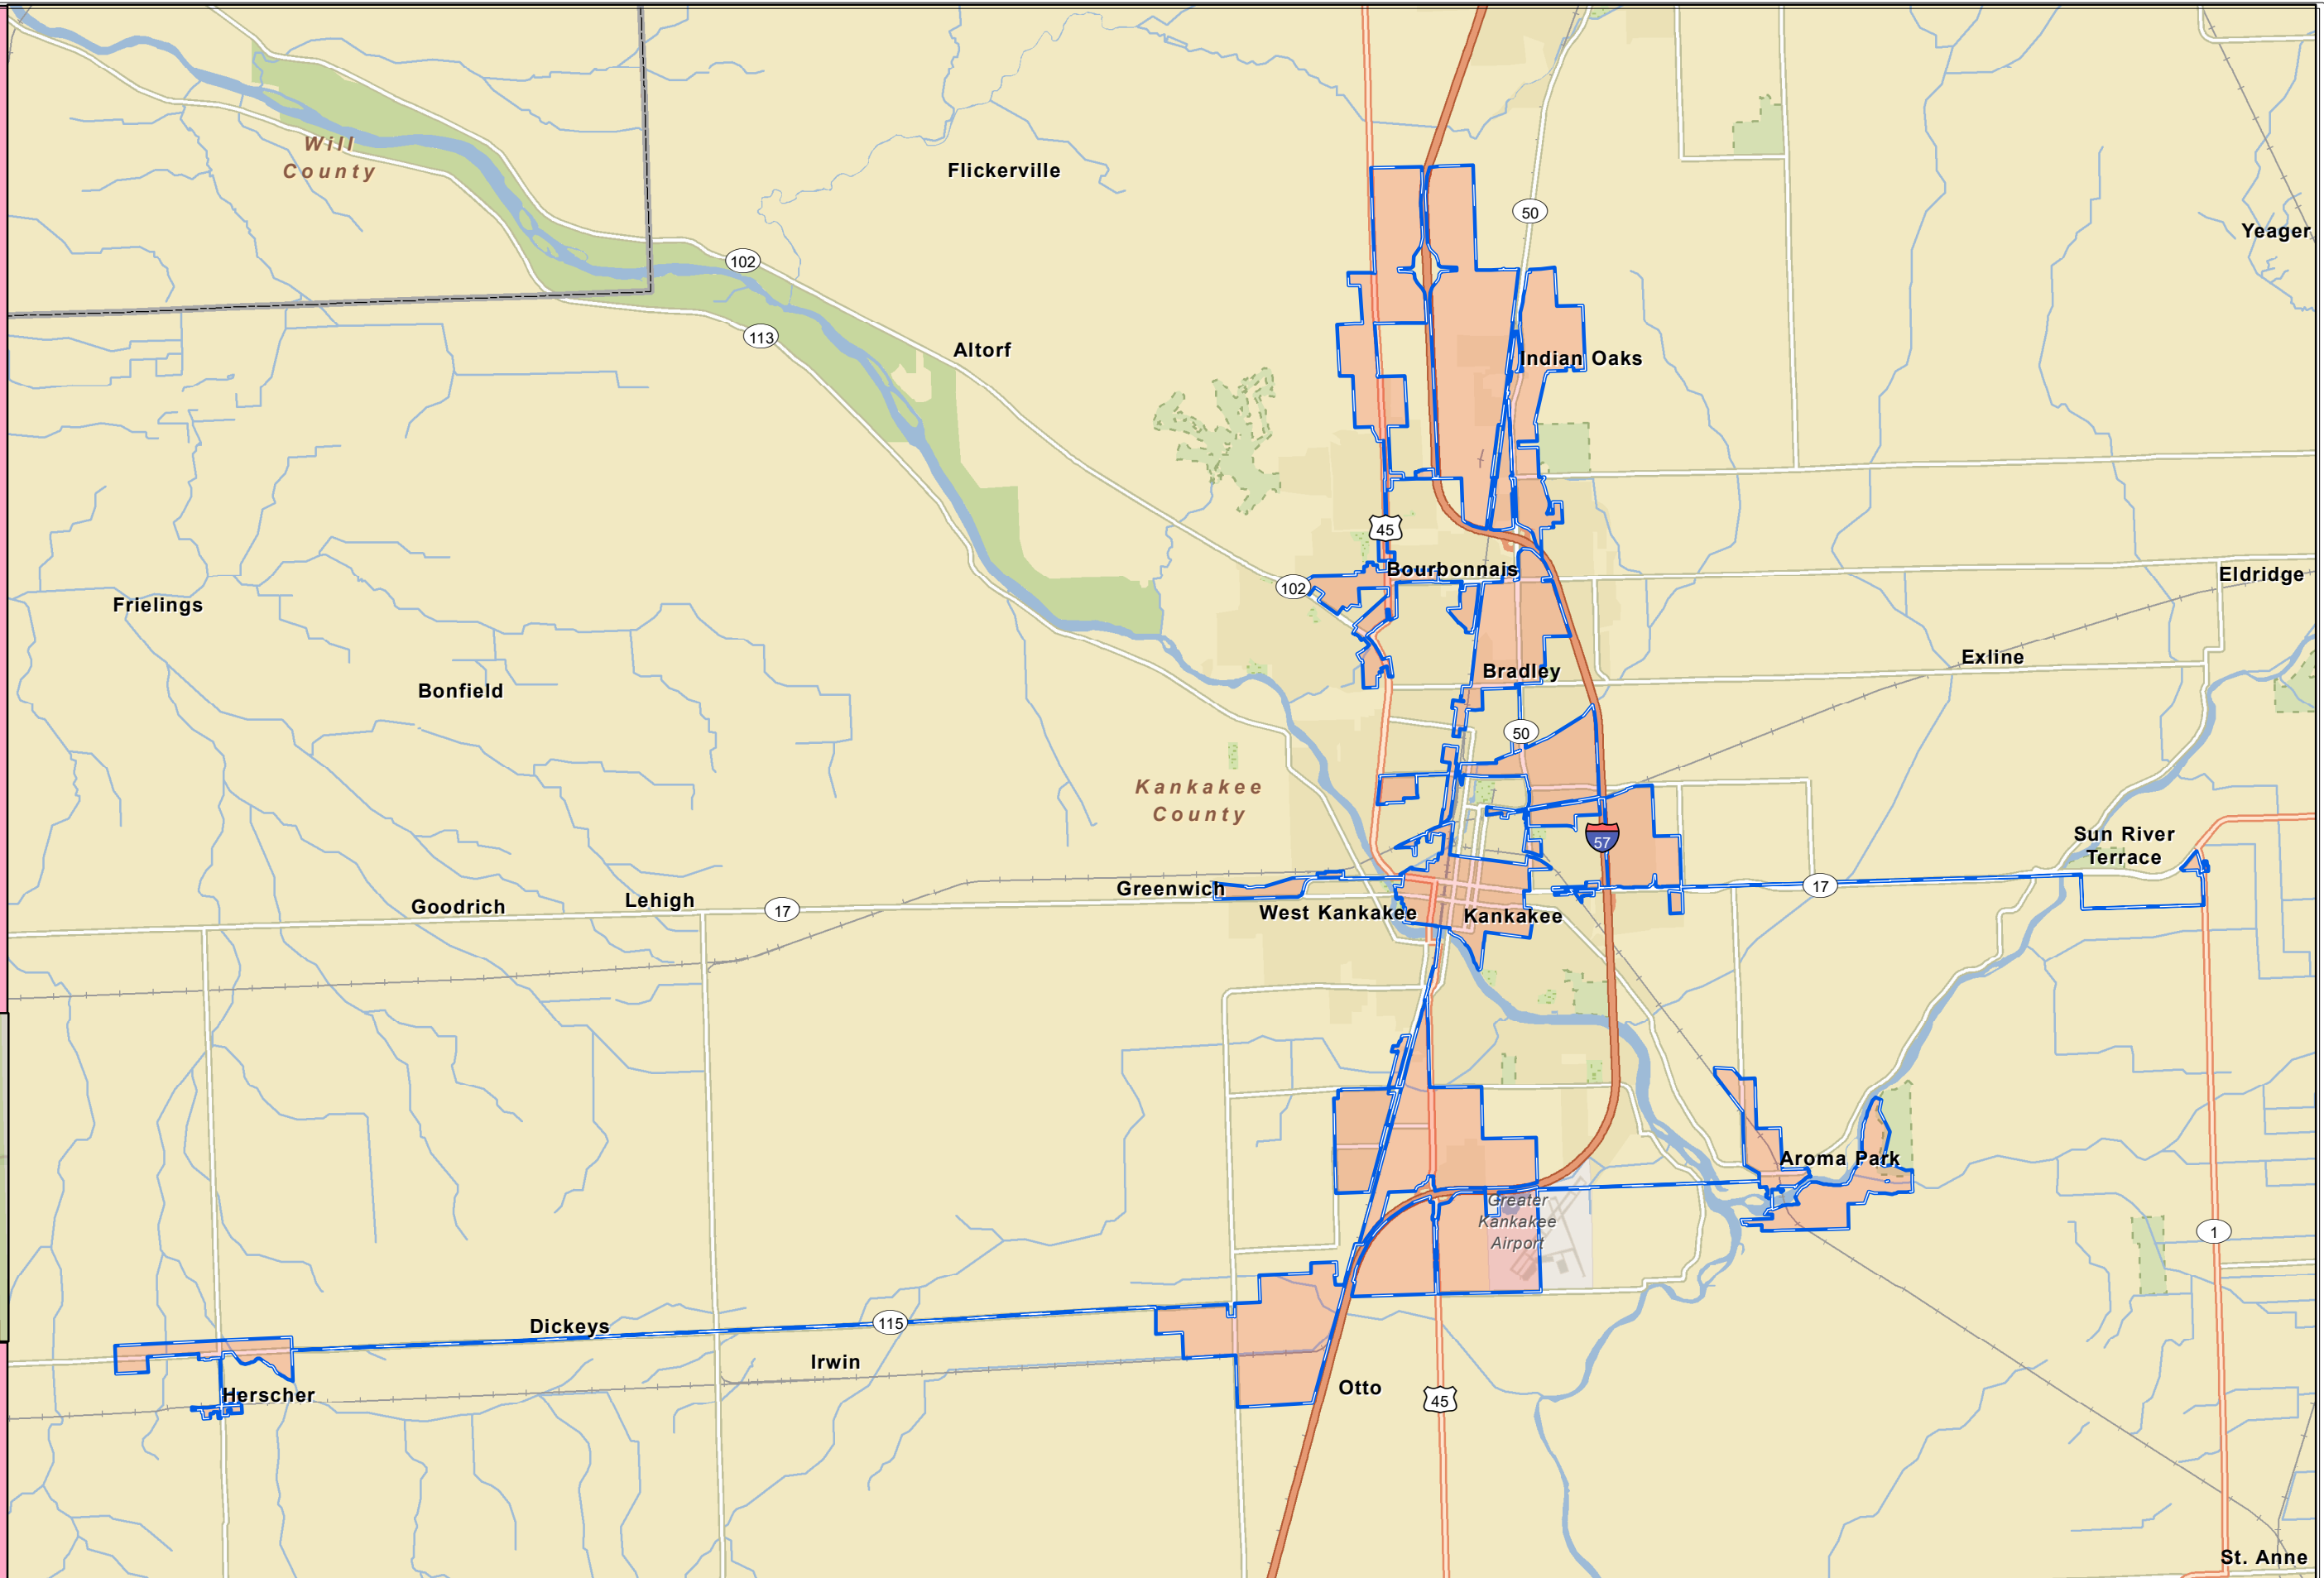 Will
County
Flickerville
50
Yeager
102
113
Altorf
Indian Oaks
45
Bourbonnais
102
Eldridge
Frielings
Exline
Bradley
Bonfield
50
Kankakee
County
57
Sun River
Terrace
Greenwich
17
Lehigh
Goodrich
17
West Kankakee
Kankakee
Aroma Park
Greater
Kankakee
Airport
1
115
Dickeys
Irwin
Otto
45
Herscher
St. Anne